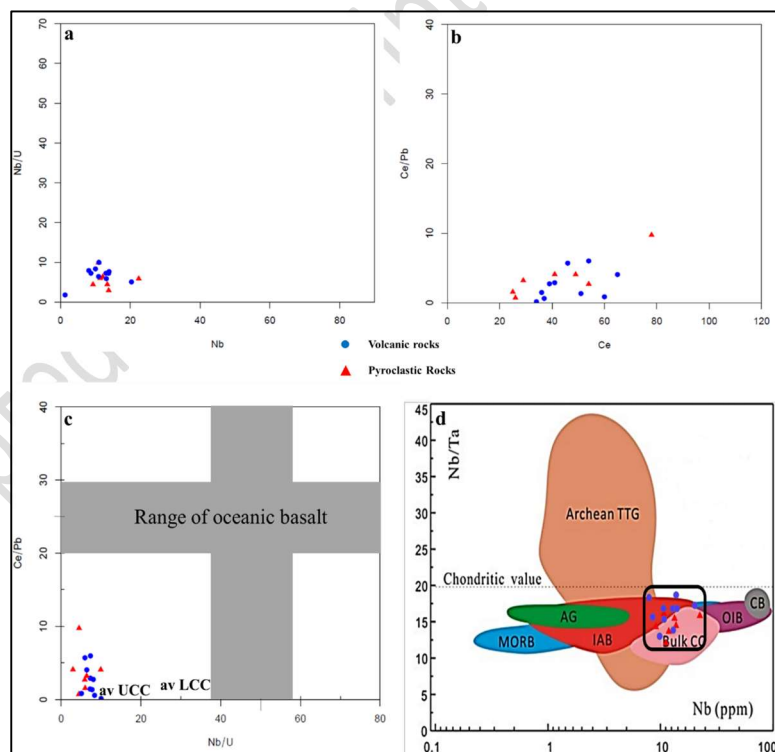 a
70
60
50
40
30
20
10
0
Nb/U
0 20 40 60 80
Nb
b
40
30
20
10
0
Ce/Pb
0 20 40 60 80 100 120
Ce
Volcanic rocks
Pyroclastic Rocks
c
40
30
25
20
15
10
5
0
Ce/Pb
Range of oceanic basalt
av UCC av LCC
0 20 40 60 80
Nb/U
d
45
40
35
30
25
20
15
10
5
0
Nb/Ta
Archean TTG
Chondritic value
AG
CB
OIB
MORB
IAB
Bulk CC
Nb (ppm)
0.1 1 10 100